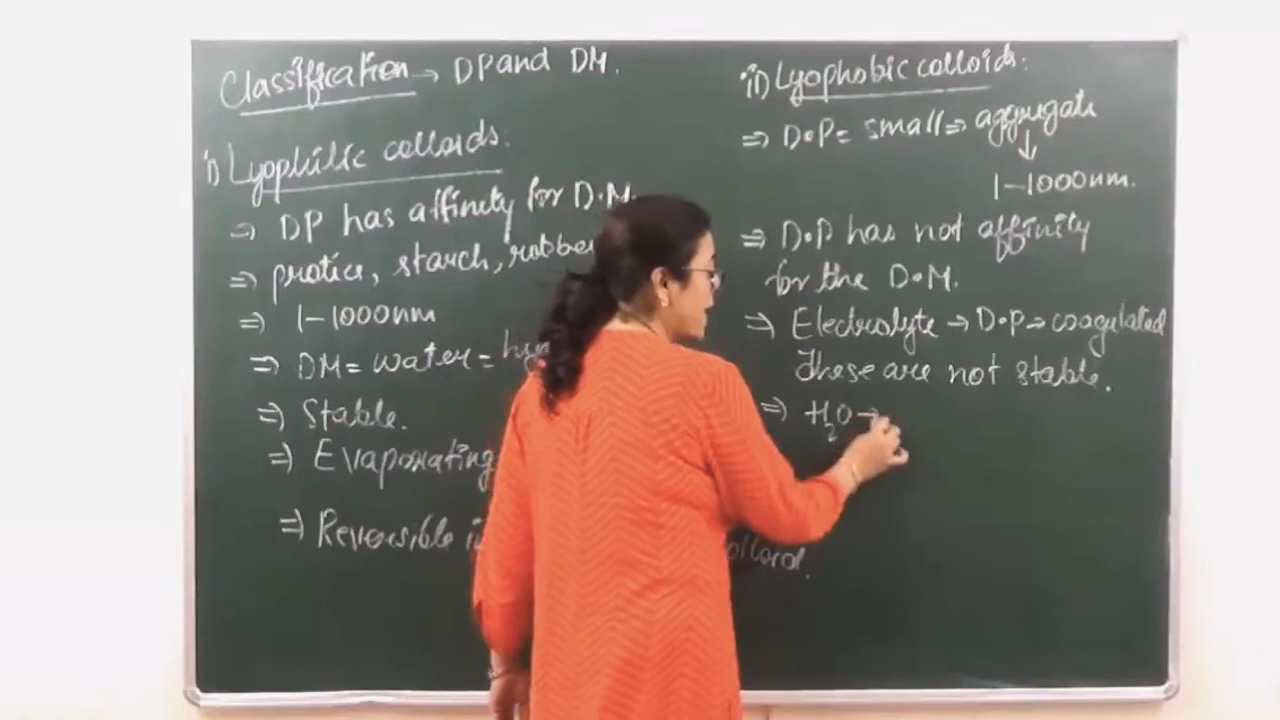 Classification → DP and DM.
i) Lyophilic colloids:
⇒ DP has affinity for D.M.
⇒ protien, starch, rubber
⇒ 1-1000nm
⇒ DM = water =
⇒ Stable.
⇒ Evaporating
⇒ Reversible
ii) Lyophobic colloids:
⇒ D.P = small ⇒ aggregate
↓
1-1000nm.
⇒ D.P has not affinity
for the D.M.
⇒ Electrolyte → D.P → coagulated
These are not stable.
⇒ H2O →